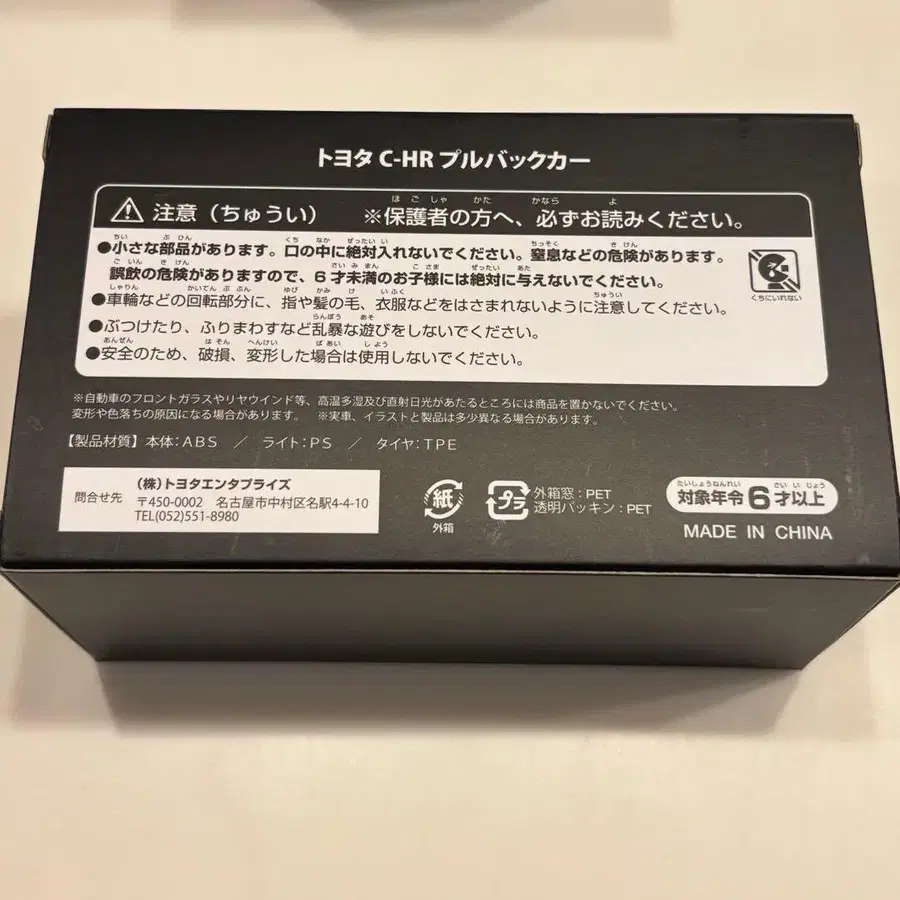 トヨタ C-HR プルバックカー
注意（ちゅうい） ※保護者の方へ、必ずお読みください。
●小さな部品があります。口の中に絶対入れないでください。窒息などの危険があります。
誤飲の危険がありますので、6才未満のお子様には絶対に与えないでください。
くちにいれない
●車輪などの回転部分に、指や髪の毛、衣服などをはさまれないように注意してください。
●ぶつけたり、ふりまわすなど乱暴な遊びをしないでください。
●安全のため、破損、変形した場合は使用しないでください。
※自動車のフロントガラスやリヤウインド等、高温多湿及び直射日光があたるところには商品を置かないでください。
変形や色落ちの原因になる場合があります。 ※実車、イラストと製品は多少異なる場合があります。
【製品材質】本体：ABS ／ ライト：PS ／ タイヤ：TPE
問合せ先
（株）トヨタエンタプライズ
〒450-0002 名古屋市中村区名駅4-4-10
TEL(052)551-8980
紙
外箱
プラ
外箱窓：PET
透明パッキン：PET
対象年令6才以上
MADE IN CHINA